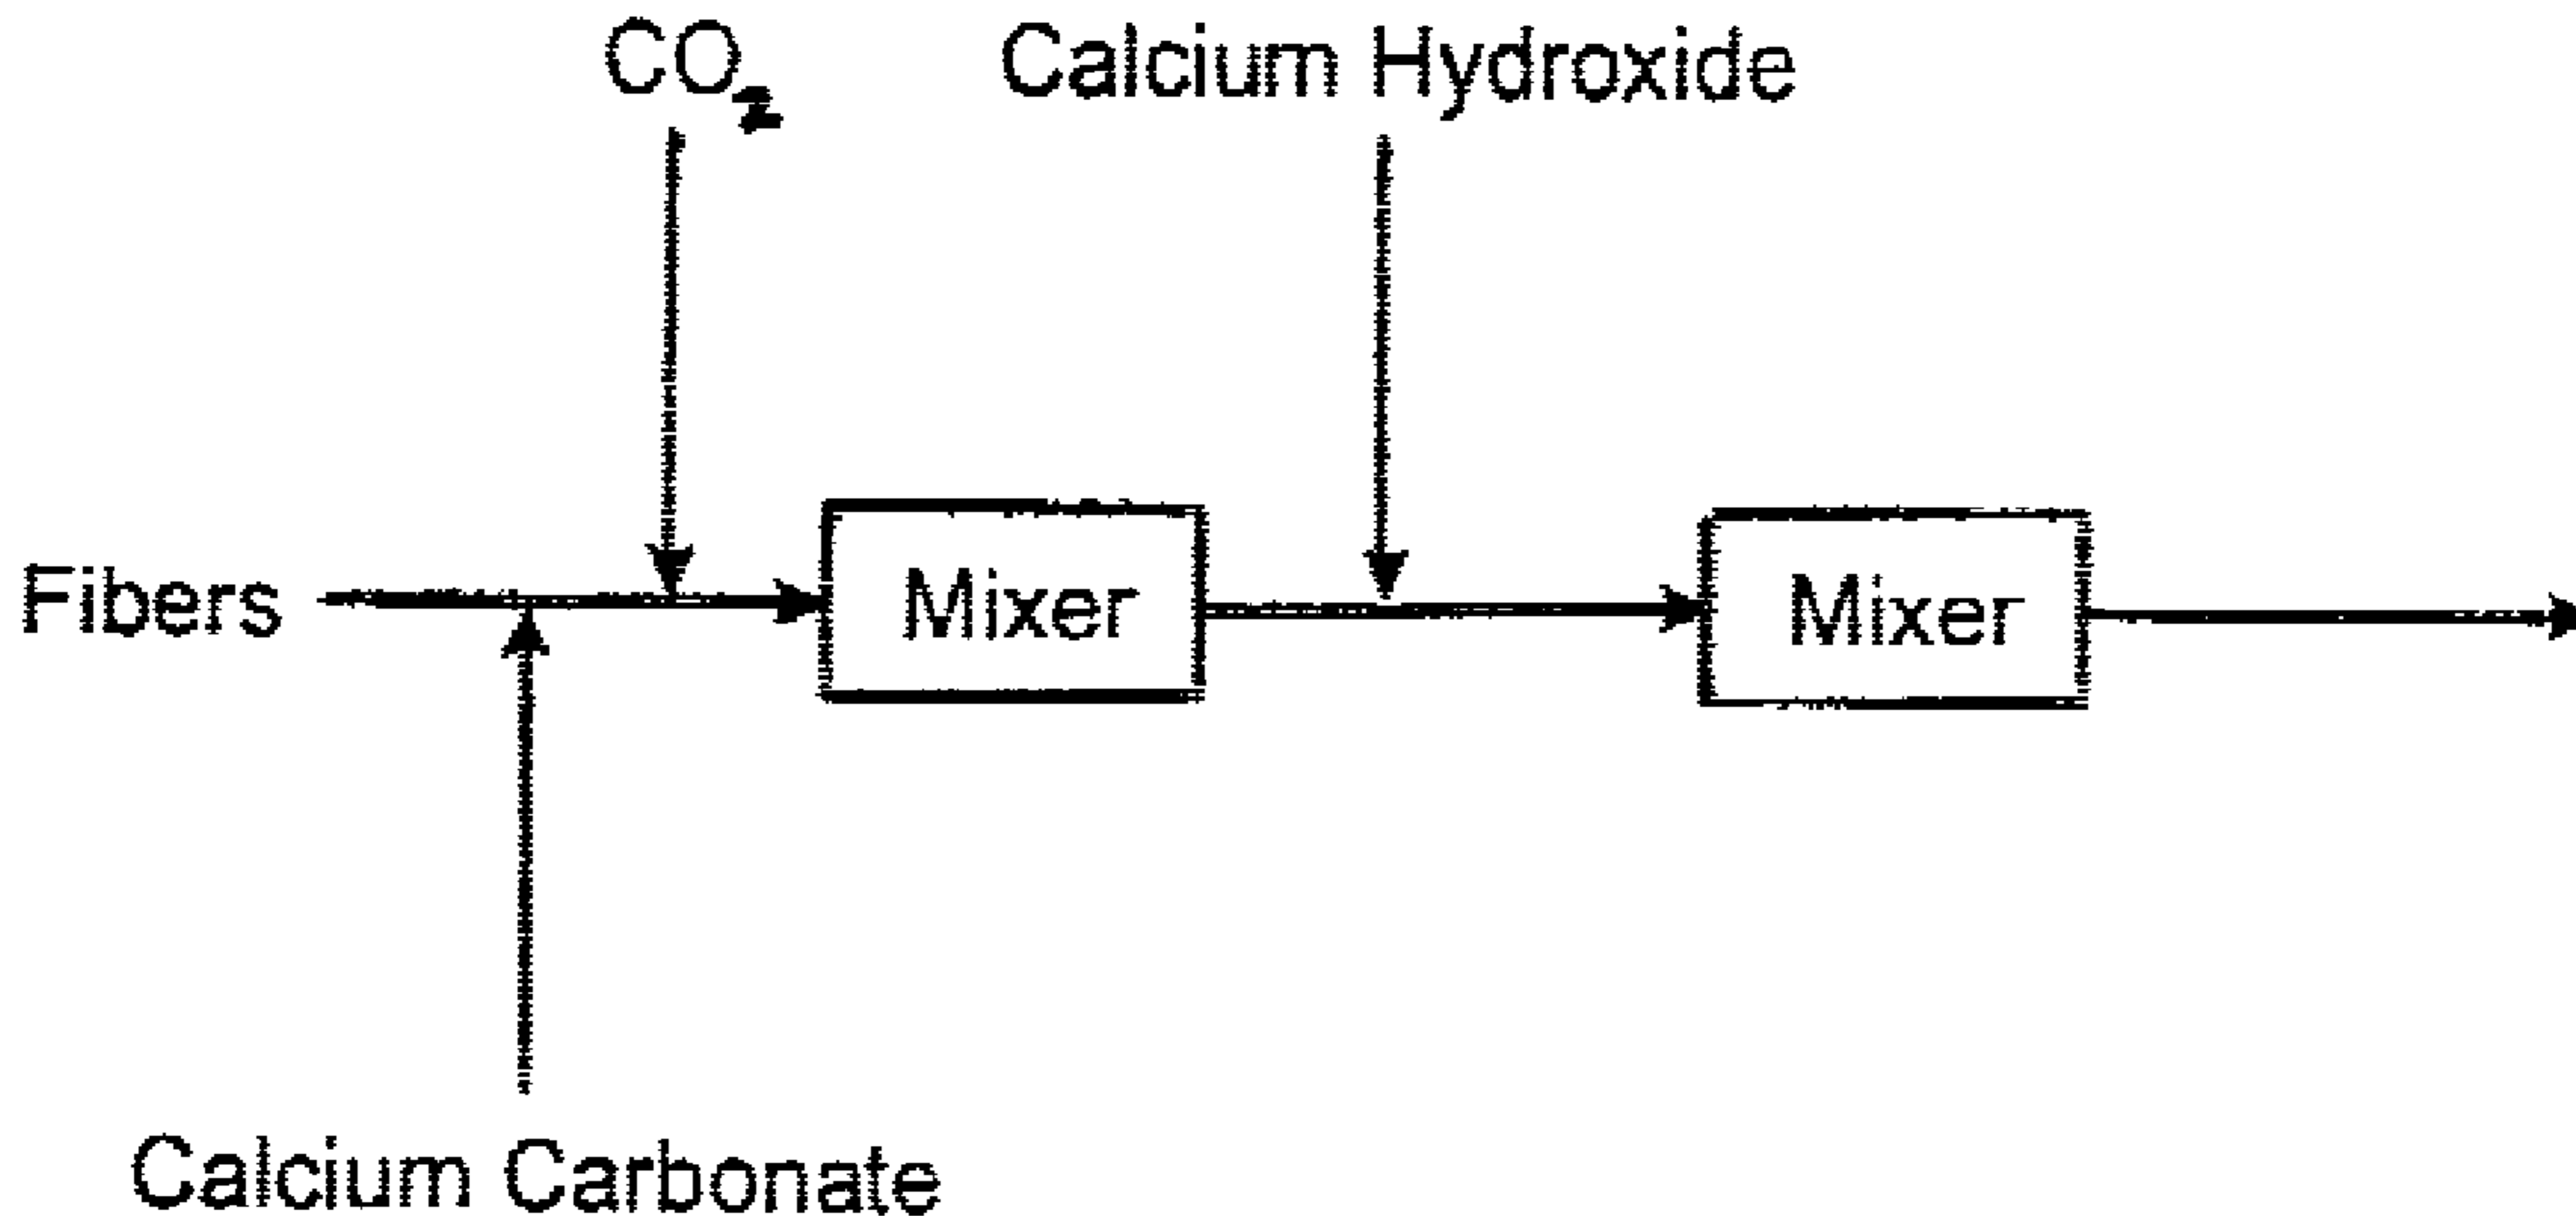 CO₂
Calcium Hydroxide
Fibers
Mixer
Mixer
Calcium Carbonate